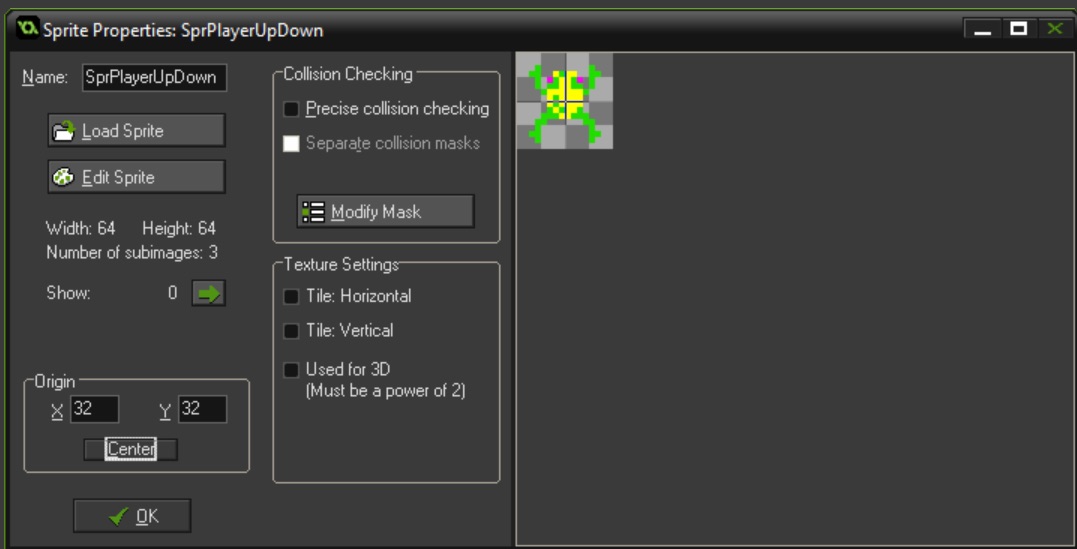 Sprite Properties: SprPlayerUpDown
Name: SprPlayerUpDown
Load Sprite
Edit Sprite
Width: 64 Height: 64
Number of subimages: 3
Show: 0
Origin
X 32 Y 32
Center
OK
Collision Checking
Precise collision checking
Separate collision masks
Modify Mask
Texture Settings
Tile: Horizontal
Tile: Vertical
Used for 3D
(Must be a power of 2)